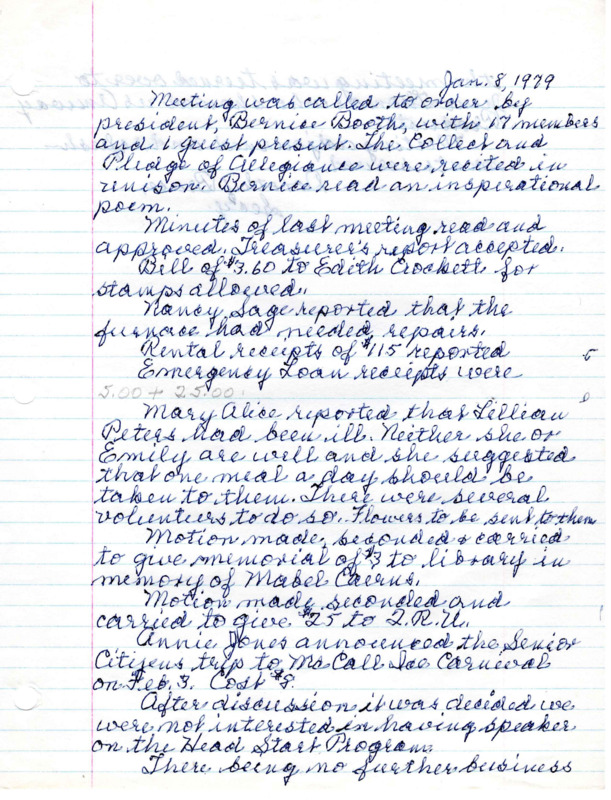 Jan. 8, 1979
Meeting was called to order by
president, Bernice Booth, with 17 members
and 1 guest present. The Collect and
Pledge of Allegiance were recited in
unison. Bernice read an insperational
poem.
Minutes of last meeting read and
approved. Treasurer's report accepted.
Bill of $3.60 to Edith Crockett for
stamps allowed.
Nancy Sage reported that the
furnace had needed repairs.
Rental receipts of $115 reported
Emergency Loan receipts were
5.00 + 25.00.
Mary Alice reported that Lillian
Peters had been ill. Neither she or
Emily are well and she suggested
that one meal a day should be
taken to them. There were several
volunteers to do so. Flowers to be sent to them
Motion made, seconded & carried
to give memorial of $3 to library in
memory of Mabel Caerns.
Motion made, seconded and
carried to give $25 to I.R.U.
Annie Jones announced the Senior
Citizens trip to McCall Ice Carnival
on Feb. 3. Cost $8.
After discussion it was decided we
were not interested in having speaker
on the Head Start Program.
There being no further business